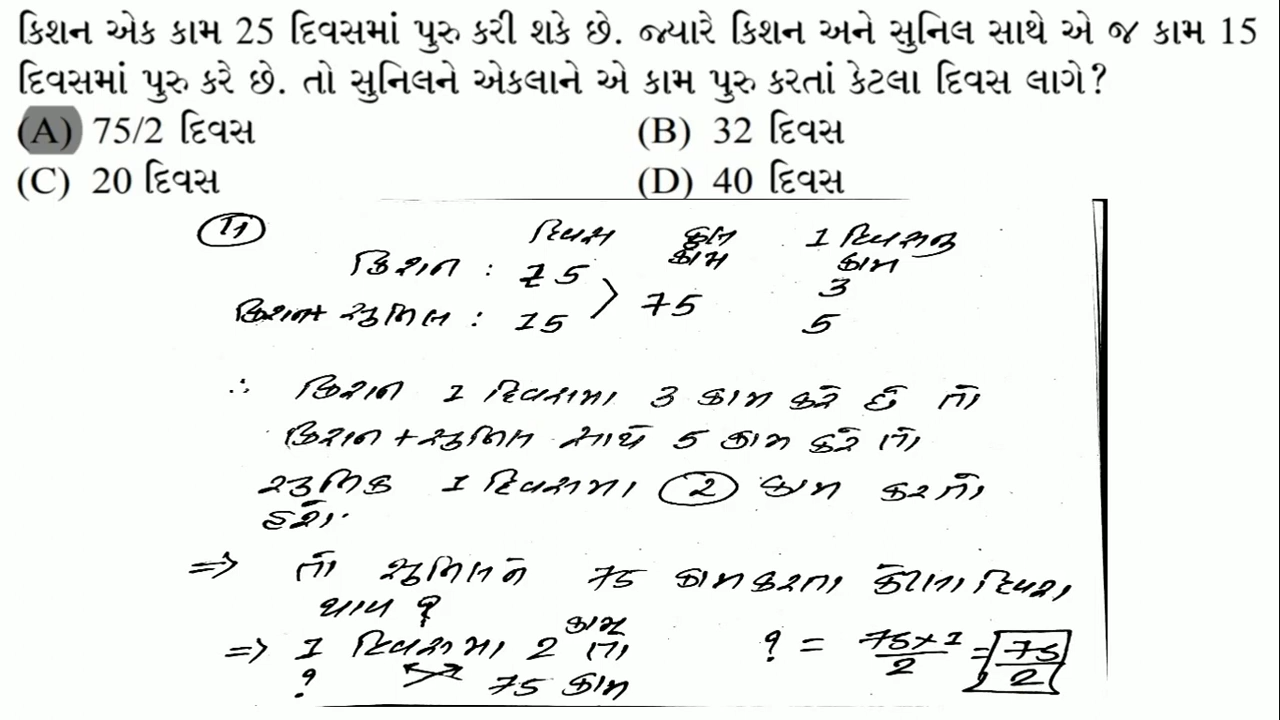 કિશન એક કામ 25 દિવસમાં પુરુ કરી શકે છે. જ્યારે કિશન અને સુનિલ સાથે એ જ કામ 15
દિવસમાં પુરુ કરે છે. તો સુનિલને એકલાને એ કામ પુરુ કરતાં કેટલા દિવસ લાગે?
(A) 75/2 દિવસ (B) 32 દિવસ
(C) 20 દિવસ (D) 40 દિવસ
11 દિવસ કુલ કામ 1 દિવસનુ કામ
કિશન : 25 3
75
કિશન+સુનિલ : 15 5
∴ કિશન 1 દિવસમા 3 કામ કરે છે તો
કિશન+સુનિલ સાથે 5 કામ કરે તો
1 દિવસમા 2 કામ કરતો
હશે.
=> તો સુનિલને 75 કામ કરતા કેટલા દિવસ
થાય ?
=> 1 દિવસમા 2 કામ તો ? = 75×1/2 = 75/2
? 75 કામ